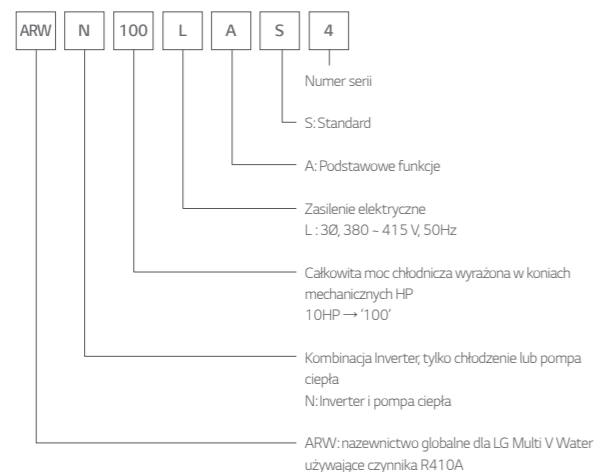 ARW N 100 L A S 4
Numer serii
S: Standard
A: Podstawowe funkcje
Zasilenie elektryczne
L : 3Ø, 380 ~ 415 V, 50Hz
Całkowita moc chłodnicza wyrażona w koniach
mechanicznych HP
10HP → ‘100’
Kombinacja Inverter, tylko chłodzenie lub pompa
ciepła
N: Inverter i pompa ciepła
ARW: nazewnictwo globalne dla LG Multi V Water
używające czynnika R410A